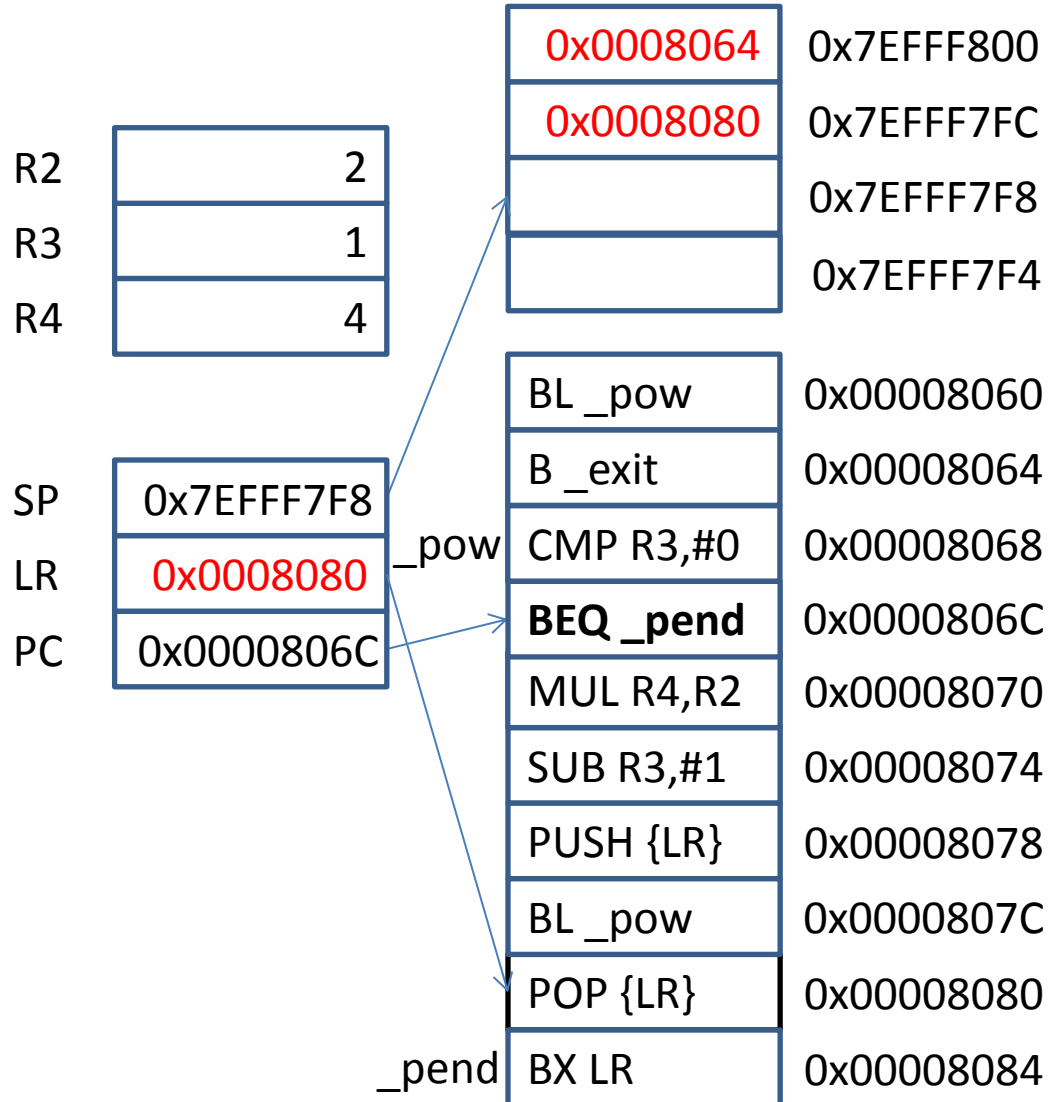 0x0008064 0x7EFFF800
0x0008080 0x7EFFF7FC
R2 2 0x7EFFF7F8
R3 1 0x7EFFF7F4
R4 4
BL _pow 0x00008060
SP 0x7EFFF7F8 B _exit 0x00008064
LR 0x0008080 _pow CMP R3,#0 0x00008068
PC 0x0000806C BEQ _pend 0x0000806C
MUL R4,R2 0x00008070
SUB R3,#1 0x00008074
PUSH {LR} 0x00008078
BL _pow 0x0000807C
POP {LR} 0x00008080
_pend BX LR 0x00008084